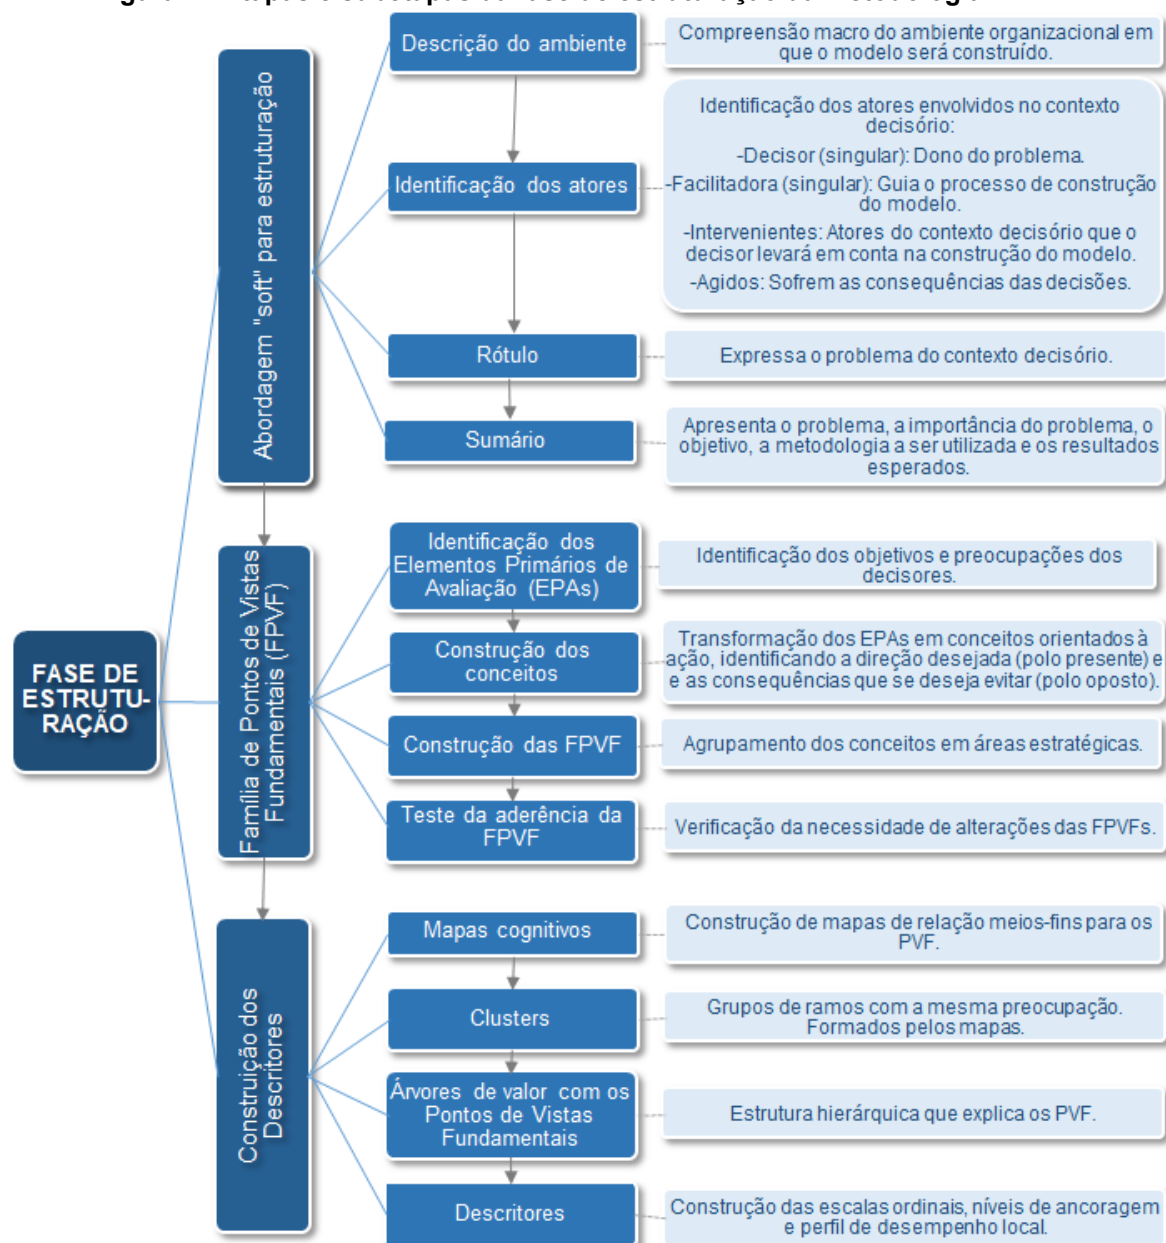 FASE DE
ESTRUTU-
RAÇÃO
Abordagem "soft" para estruturação
Descrição do ambiente
Compreensão macro do ambiente organizacional em
que o modelo será construído.
Identificação dos atores
Identificação dos atores envolvidos no contexto
decisório:
-Decisor (singular): Dono do problema.
-Facilitadora (singular): Guia o processo de construção
do modelo.
-Intervenientes: Atores do contexto decisório que o
decisor levará em conta na construção do modelo.
-Agidos: Sofrem as consequências das decisões.
Rótulo
Expressa o problema do contexto decisório.
Sumário
Apresenta o problema, a importância do problema, o
objetivo, a metodologia a ser utilizada e os resultados
esperados.
Família de Pontos de Vistas
Fundamentais (FPVF)
Identificação dos
Elementos Primários de
Avaliação (EPAs)
Identificação dos objetivos e preocupações dos
decisores.
Construção dos
conceitos
Transformação dos EPAs em conceitos orientados à
ação, identificando a direção desejada (polo presente) e
e as consequências que se deseja evitar (polo oposto).
Construção das FPVF
Agrupamento dos conceitos em áreas estratégicas.
Teste da aderência da
FPVF
Verificação da necessidade de alterações das FPVFs.
Construição dos
Descritores
Mapas cognitivos
Construção de mapas de relação meios-fins para os
PVF.
Clusters
Grupos de ramos com a mesma preocupação.
Formados pelos mapas.
Árvores de valor com os
Pontos de Vistas
Fundamentais
Estrutura hierárquica que explica os PVF.
Descritores
Construção das escalas ordinais, níveis de ancoragem
e perfil de desempenho local.